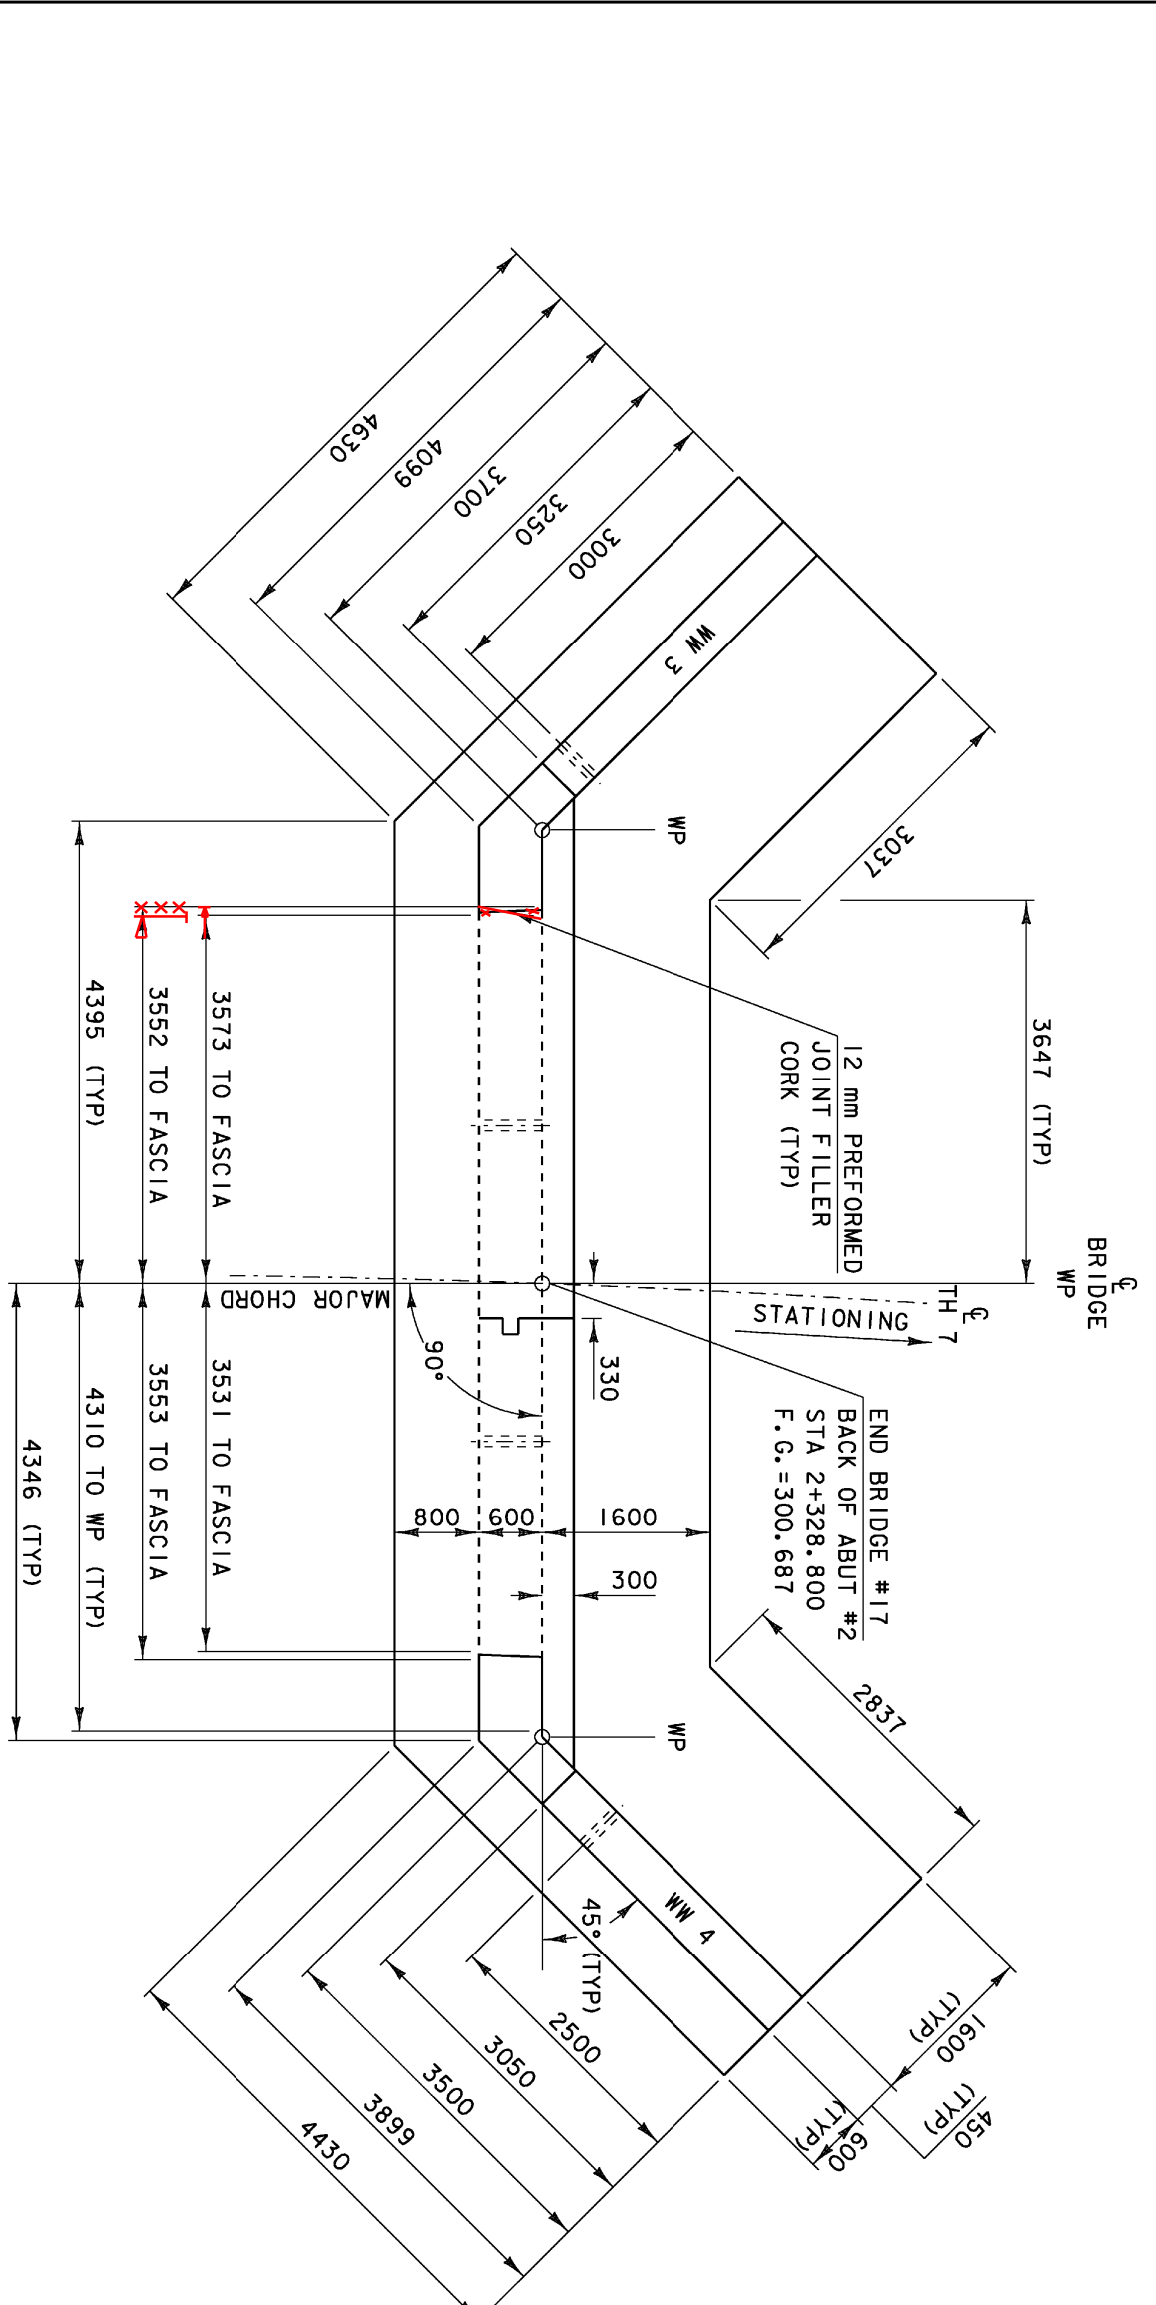 4630
4099
3700
3250
3000
WW 3
3037
WP
3647 (TYP)
12 mm PREFORMED
JOINT FILLER
CORK (TYP)
4395 (TYP)
3552 TO FASCIA
3573 TO FASCIA
℄
BRIDGE
WP
MAJOR CHORD
℄
TH 7
STATIONING
90°
330
END BRIDGE #17
BACK OF ABUT #2
STA 2+328.800
F.G.=300.687
3531 TO FASCIA
3553 TO FASCIA
4310 TO WP (TYP)
4346 (TYP)
800
600
1600
300
2837
WP
WW 4
45° (TYP)
2500
3050
3500
3899
4430
1600
(TYP)
450
(TYP)
600
(TYP)